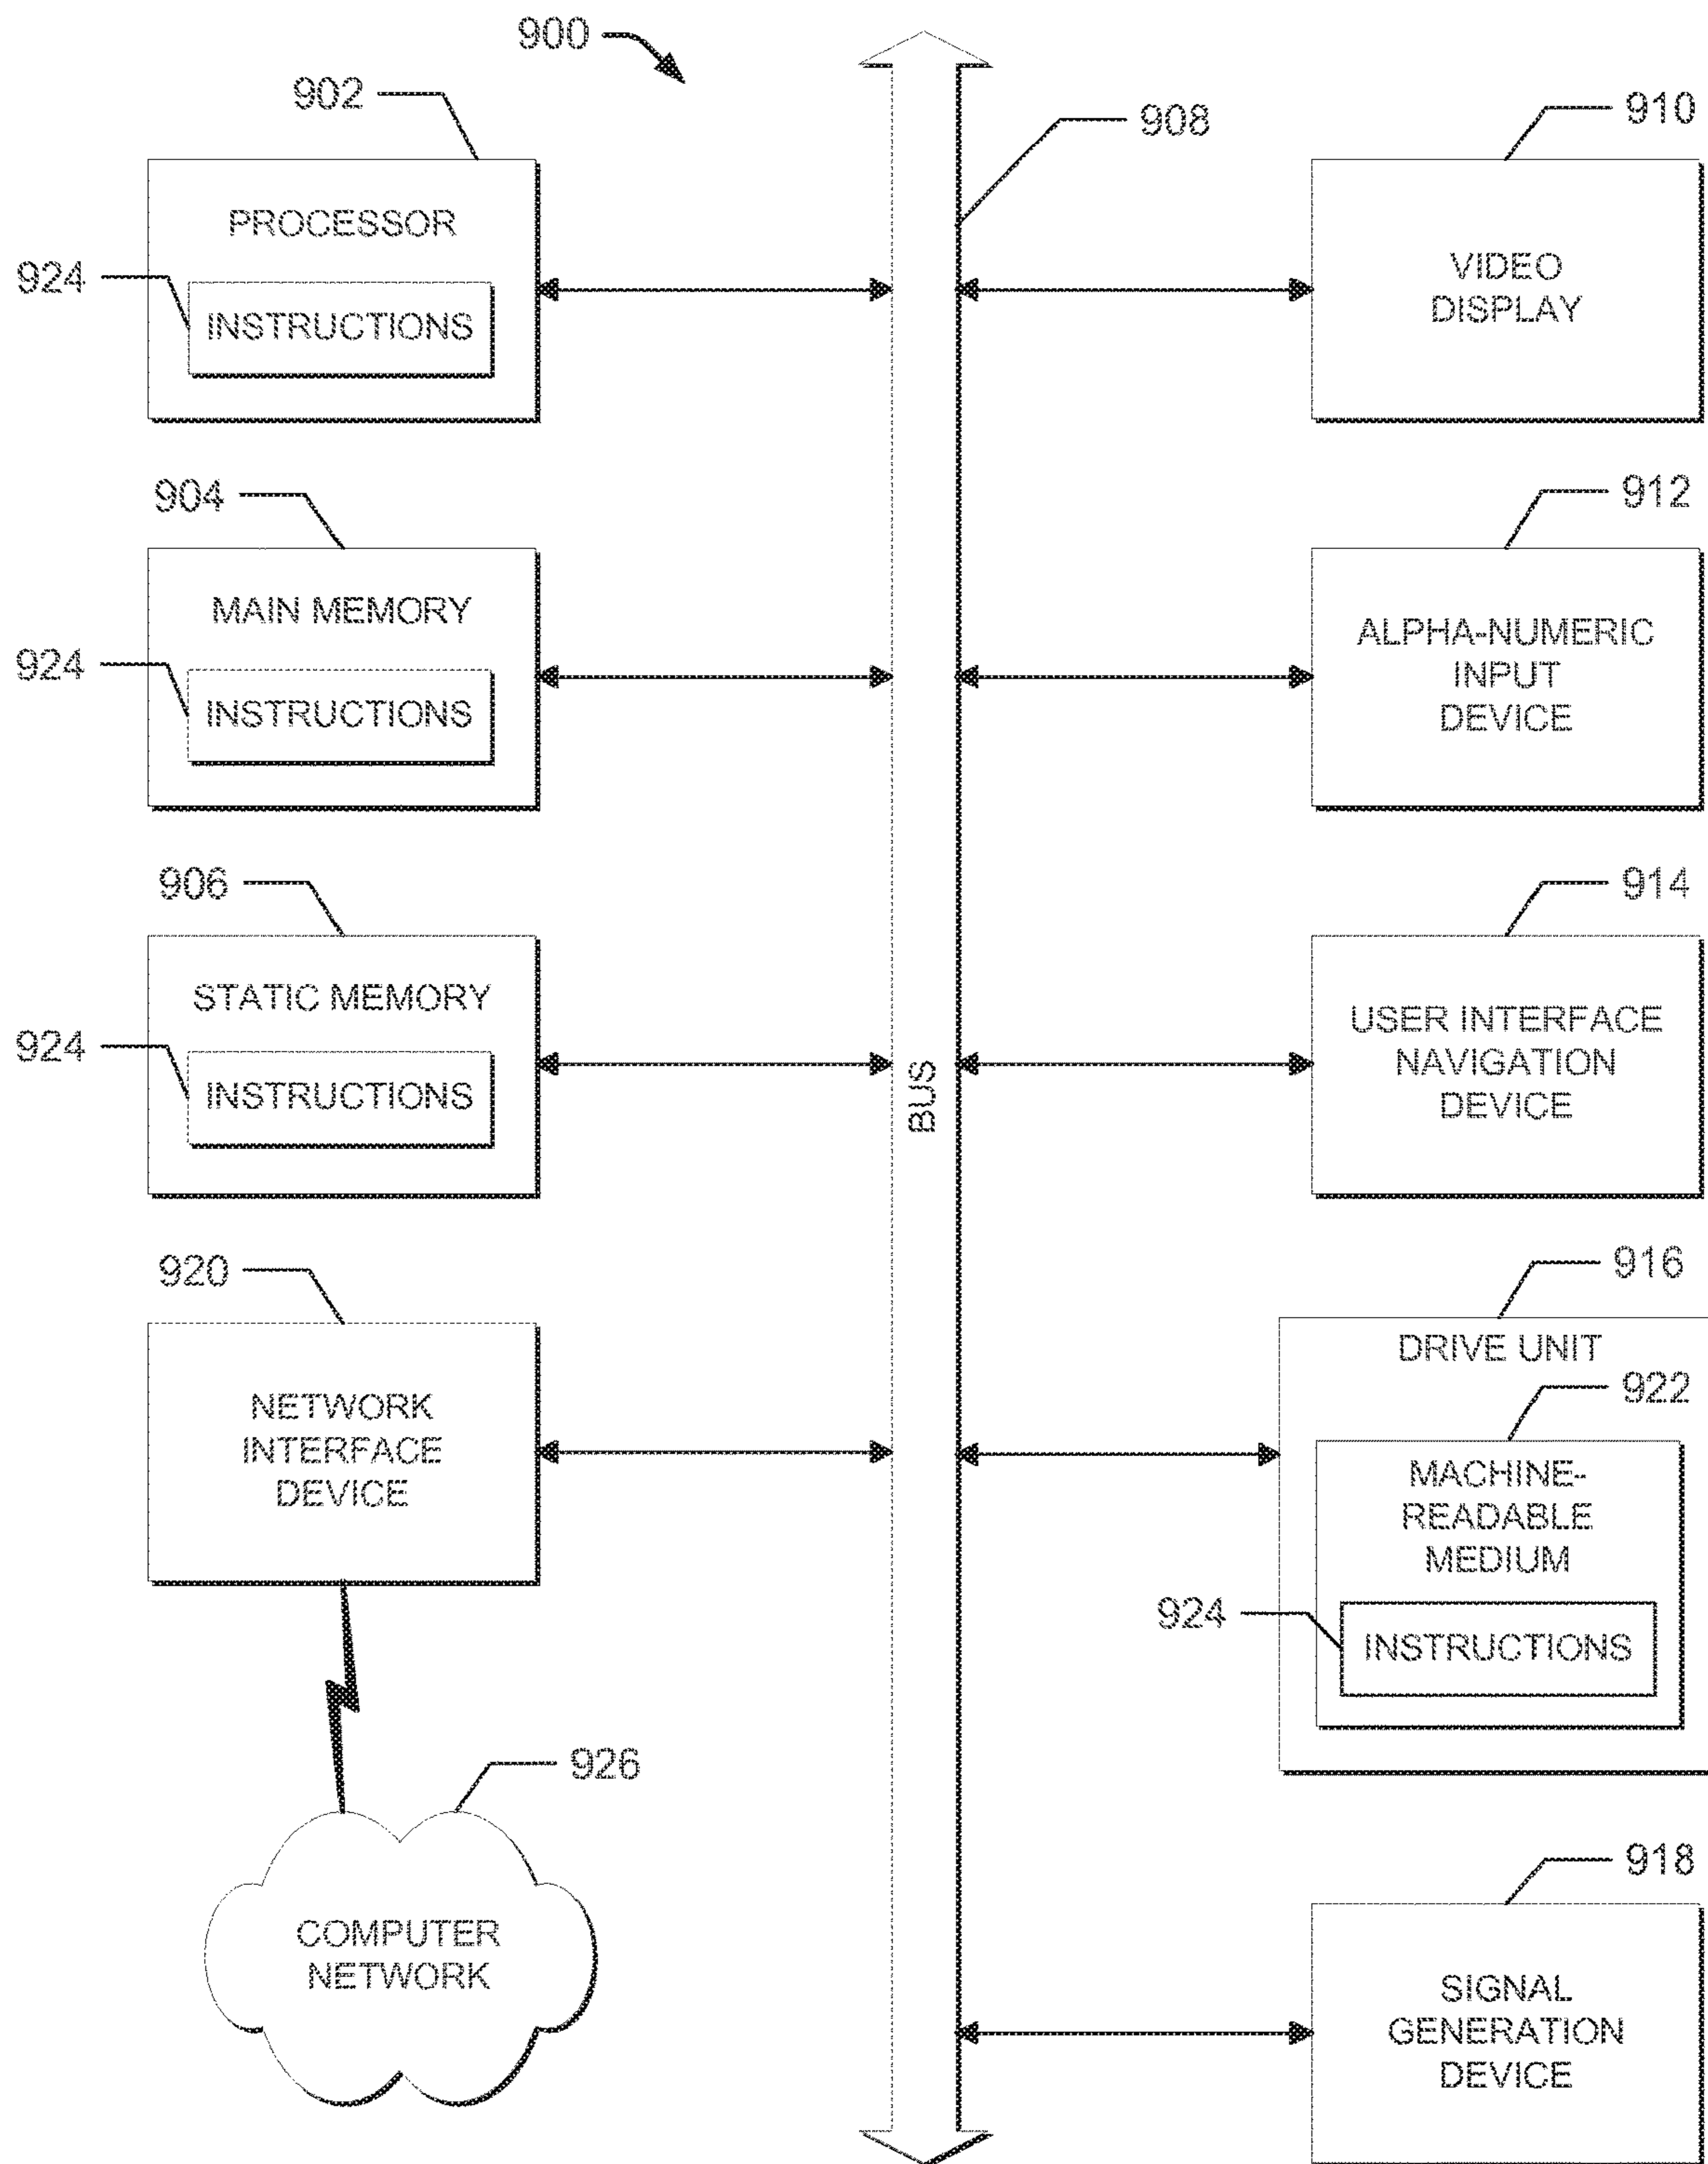 900
902
PROCESSOR
924
INSTRUCTIONS
904
MAIN MEMORY
924
INSTRUCTIONS
906
STATIC MEMORY
924
INSTRUCTIONS
920
NETWORK
INTERFACE
DEVICE
926
COMPUTER
NETWORK
908
BUS
910
VIDEO
DISPLAY
912
ALPHA-NUMERIC
INPUT
DEVICE
914
USER INTERFACE
NAVIGATION
DEVICE
916
DRIVE UNIT
922
MACHINE-
READABLE
MEDIUM
924
INSTRUCTIONS
918
SIGNAL
GENERATION
DEVICE